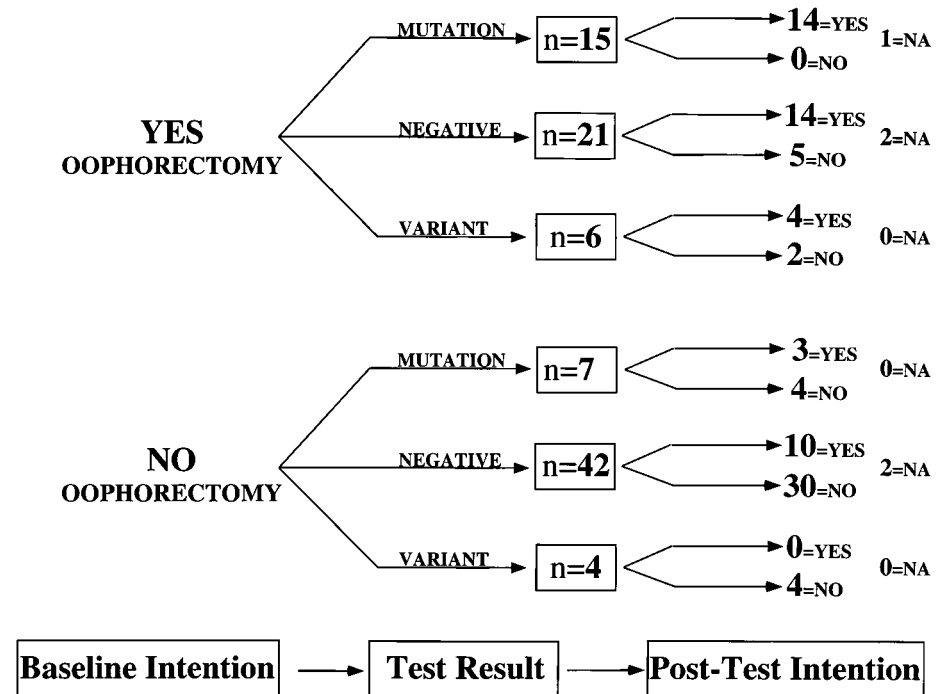 MUTATION n=15 14=YES 1=NA
0=NO
YES
OOPHORECTOMY
NEGATIVE n=21 14=YES 2=NA
5=NO
VARIANT n=6 4=YES 0=NA
2=NO
MUTATION n=7 3=YES 0=NA
4=NO
NO
OOPHORECTOMY
NEGATIVE n=42 10=YES 2=NA
30=NO
VARIANT n=4 0=YES 0=NA
4=NO
Baseline Intention Test Result Post-Test Intention